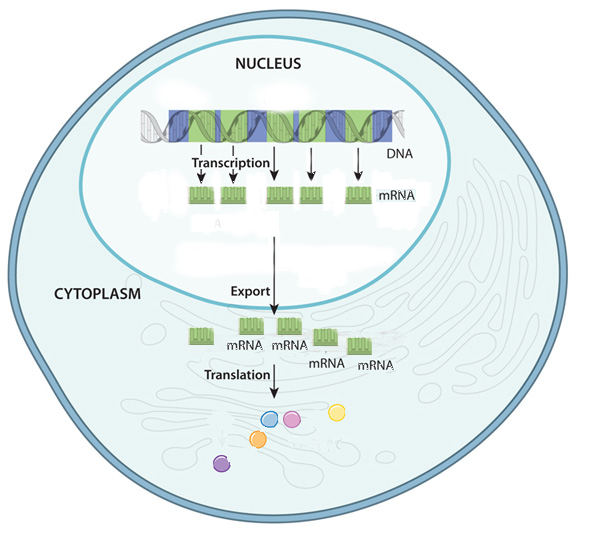 NUCLEUS
DNA
Transcription
mRNA
CYTOPLASM
Export
mRNA
mRNA
mRNA
mRNA
Translation